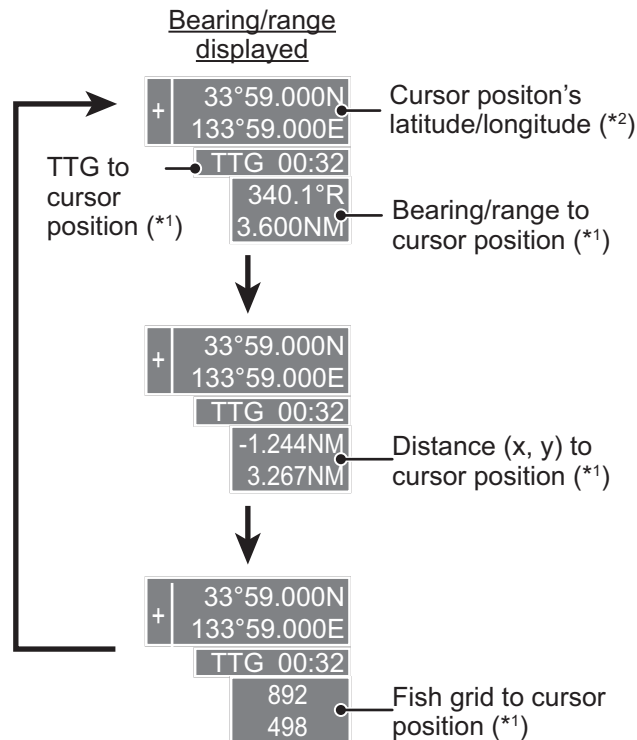 Bearing/range
displayed
+
33°59.000N
133°59.000E
Cursor positon's
latitude/longitude (*2)
TTG to
cursor
position (*1)
TTG 00:32
340.1°R
3.600NM
Bearing/range to
cursor position (*1)
+
33°59.000N
133°59.000E
TTG 00:32
-1.244NM
3.267NM
Distance (x, y) to
cursor position (*1)
+
33°59.000N
133°59.000E
TTG 00:32
892
498
Fish grid to cursor
position (*1)